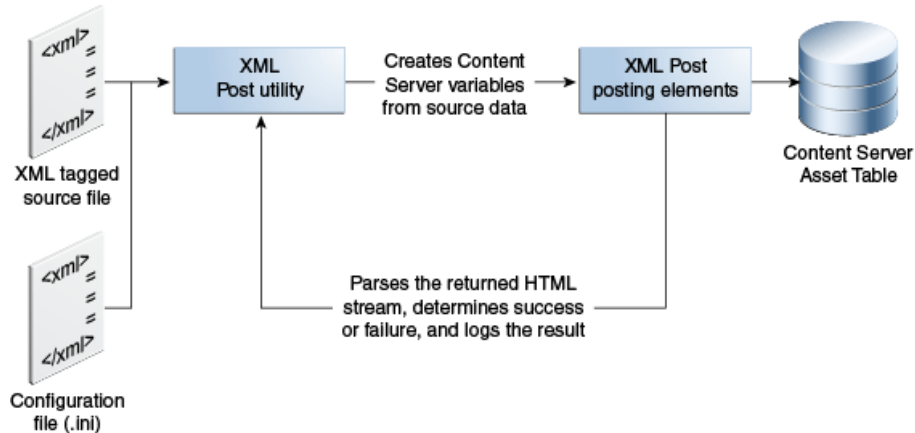 <xml>
=
=
=
</xml>
XML tagged
source file
XML
Post utility
Creates Content
Server variables
from source data
XML Post
posting elements
Content Server
Asset Table
Parses the returned HTML
stream, determines success
or failure, and logs the result
<xml>
=
=
=
</xml>
Configuration
file (.ini)